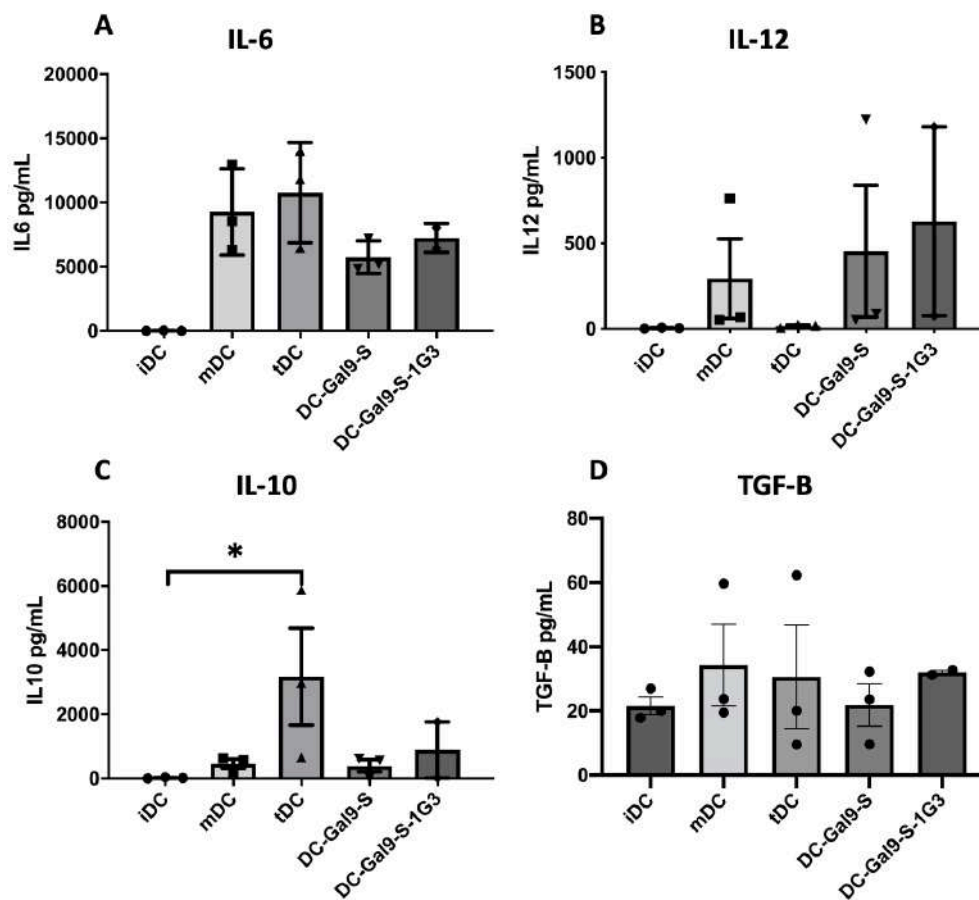 A
IL-6
IL6 pg/mL
20000
15000
10000
5000
0
iDC
mDC
tDC
DC-Gal9-S
DC-Gal9-S-1G3
B
IL-12
IL12 pg/mL
1500
1000
500
0
iDC
mDC
tDC
DC-Gal9-S
DC-Gal9-S-1G3
C
IL-10
IL10 pg/mL
8000
6000
4000
2000
0
*
iDC
mDC
tDC
DC-Gal9-S
DC-Gal9-S-1G3
D
TGF-B
TGF-B pg/mL
80
60
40
20
0
iDC
mDC
tDC
DC-Gal9-S
DC-Gal9-S-1G3